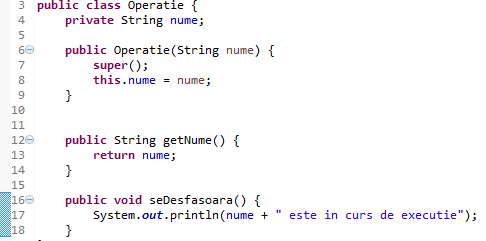 3 public class Operatie {
4     private String nume;
5
6     public Operatie(String nume) {
7         super();
8         this.nume = nume;
9     }
10
11
12     public String getNume() {
13         return nume;
14     }
15
16     public void seDesfasoara() {
17         System.out.println(nume + " este in curs de executie");
18     }